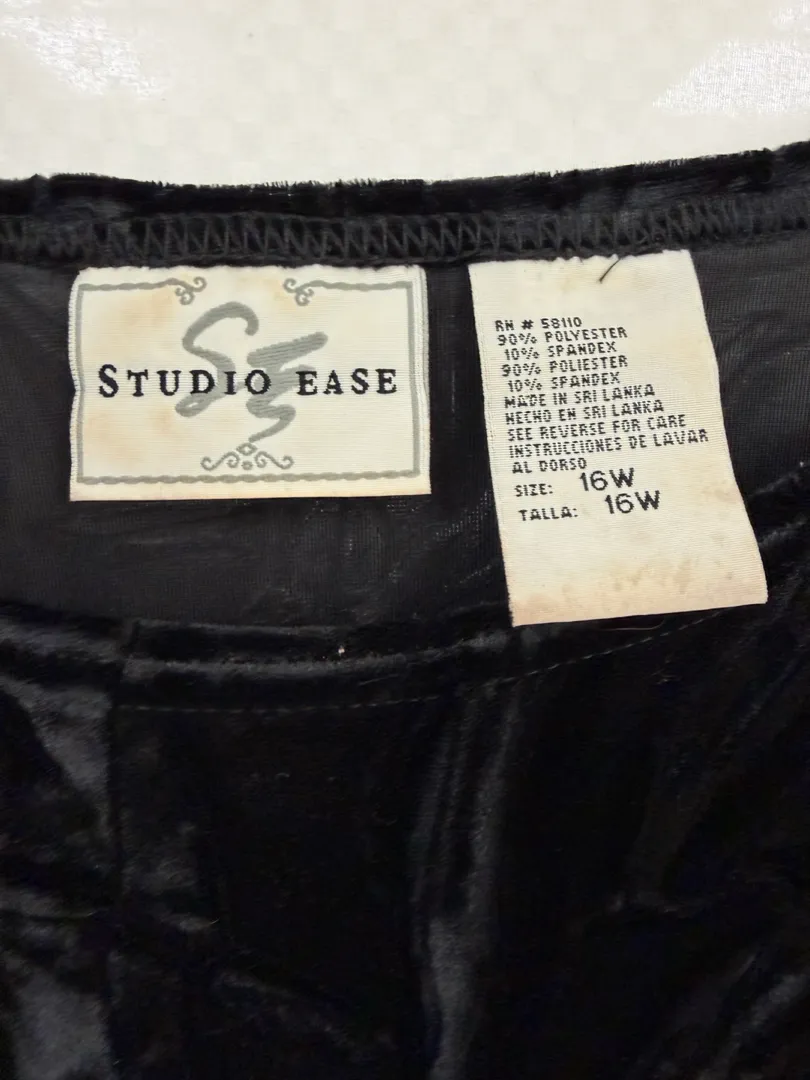 SE
STUDIO EASE
RN # 58110
90% POLYESTER
10% SPANDEX
90% POLIESTER
10% SPANDEX
MADE IN SRI LANKA
HECHO EN SRI LANKA
SEE REVERSE FOR CARE
INSTRUCCIONES DE LAVAR
AL DORSO
SIZE: 16W
TALLA: 16W